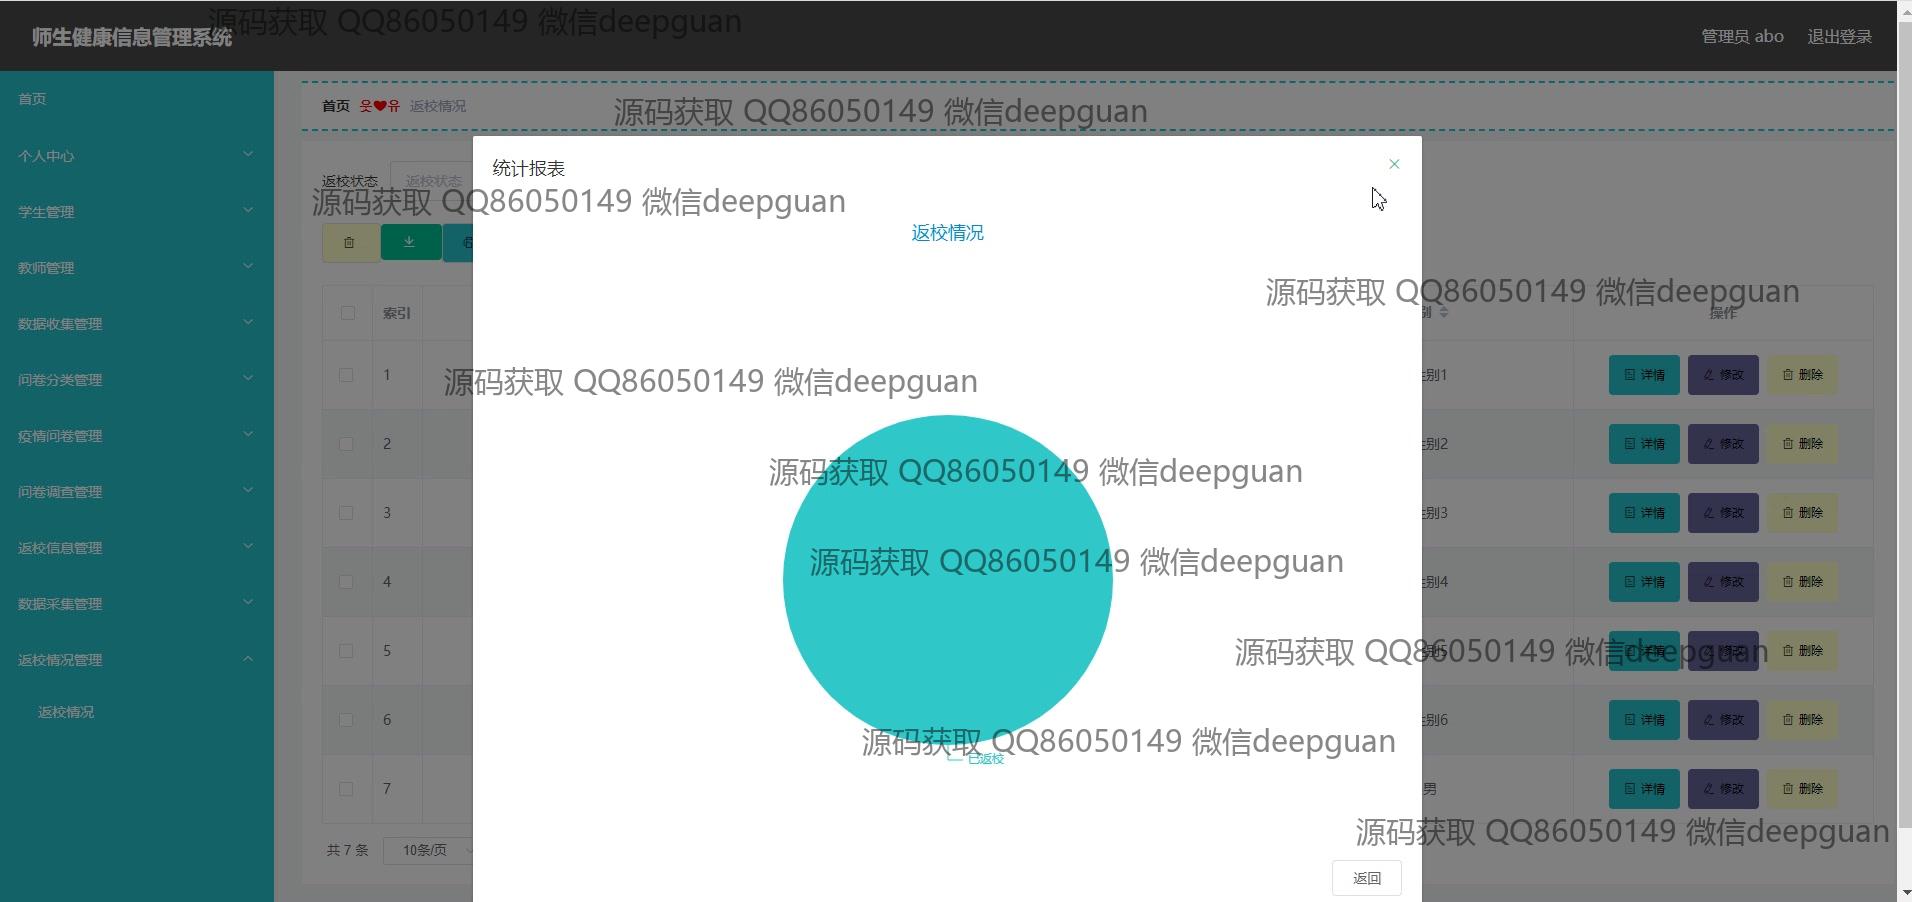 师生健康信息管理系统
源码获取 QQ86050149 微信deepguan
管理员 abo 退出登录
首页
个人中心
学生管理
教师管理
数据收集管理
问卷分类管理
疫情问卷管理
问卷调查管理
返校信息管理
数据采集管理
返校情况管理
返校情况
首页 웃❤유 返校情况
源码获取 QQ86050149 微信deepguan
返校状态 返校状态
源码获取 QQ86050149 微信deepguan
统计报表
返校情况
源码获取 QQ86050149 微信deepguan
索引 别 操作
1 性别1 详情 修改 删除
源码获取 QQ86050149 微信deepguan
2 性别2 详情 修改 删除
源码获取 QQ86050149 微信deepguan
3 性别3 详情 修改 删除
源码获取 QQ86050149 微信deepguan
4 性别4 详情 修改 删除
5 别5 详情 修改 删除
源码获取 QQ86050149 微信deepguan
6 性别6 详情 修改 删除
源码获取 QQ86050149 微信deepguan
已返校
7 男 详情 修改 删除
源码获取 QQ86050149 微信deepguan
共 7 条 10条/页
返回